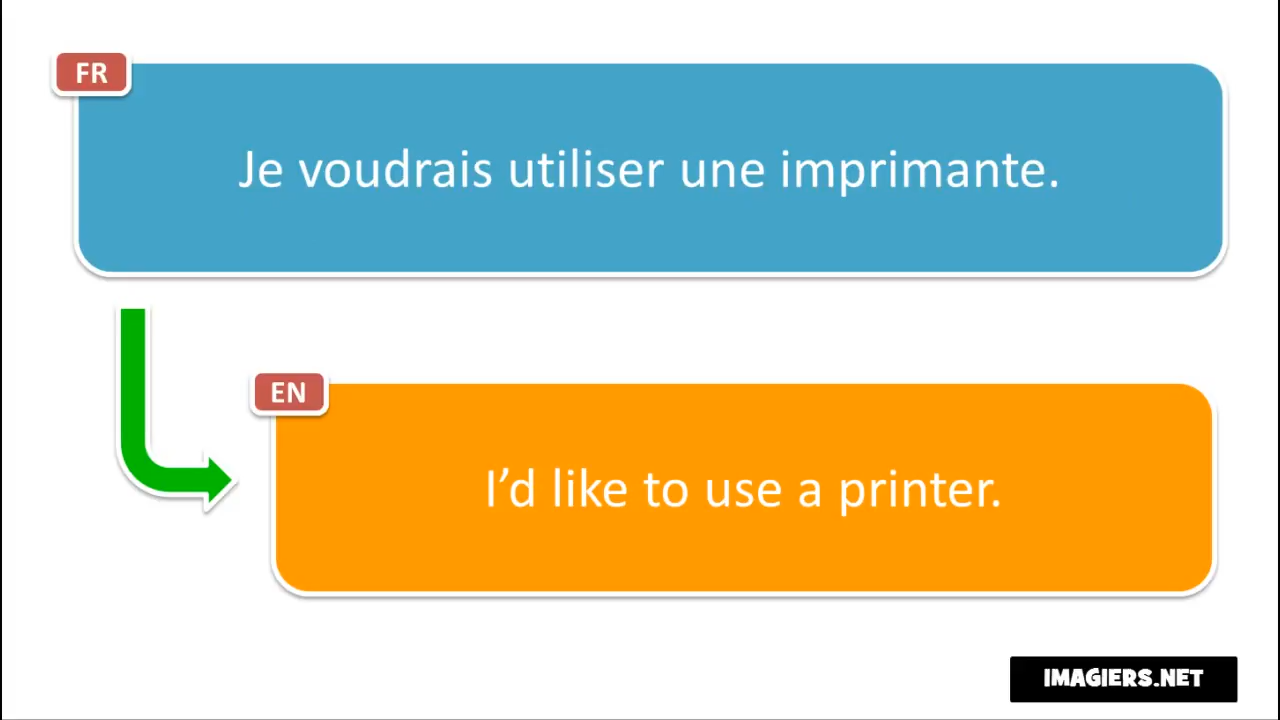 FR
Je voudrais utiliser une imprimante.
EN
I’d like to use a printer.
IMAGIERS.NET